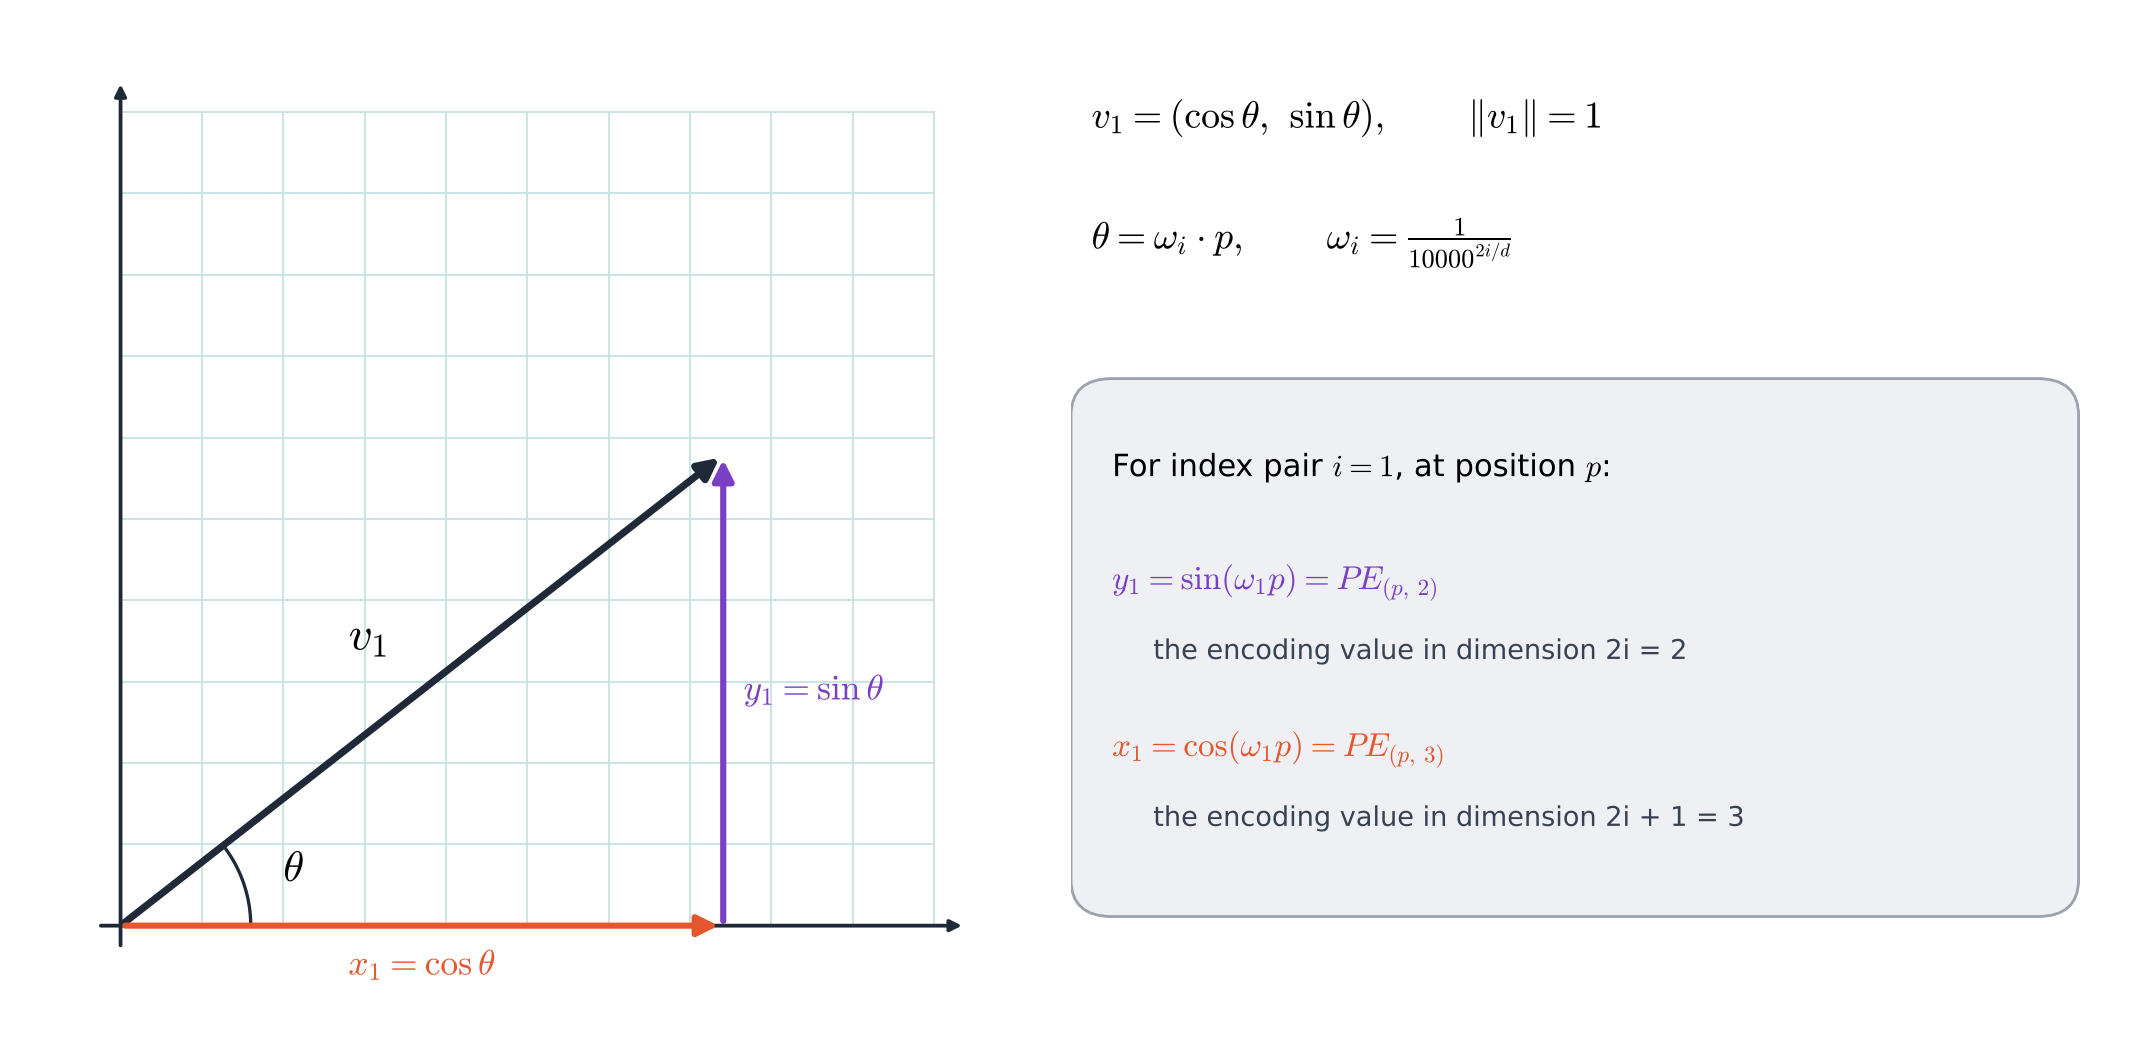 v₁ = (cos θ, sin θ), ‖v₁‖ = 1
θ = ωᵢ · p, ωᵢ = 1/10000^(2i/d)
For index pair i = 1, at position p:
y₁ = sin(ω₁p) = PE₍p, 2₎
the encoding value in dimension 2i = 2
x₁ = cos(ω₁p) = PE₍p, 3₎
the encoding value in dimension 2i + 1 = 3
v₁
y₁ = sin θ
θ
x₁ = cos θ